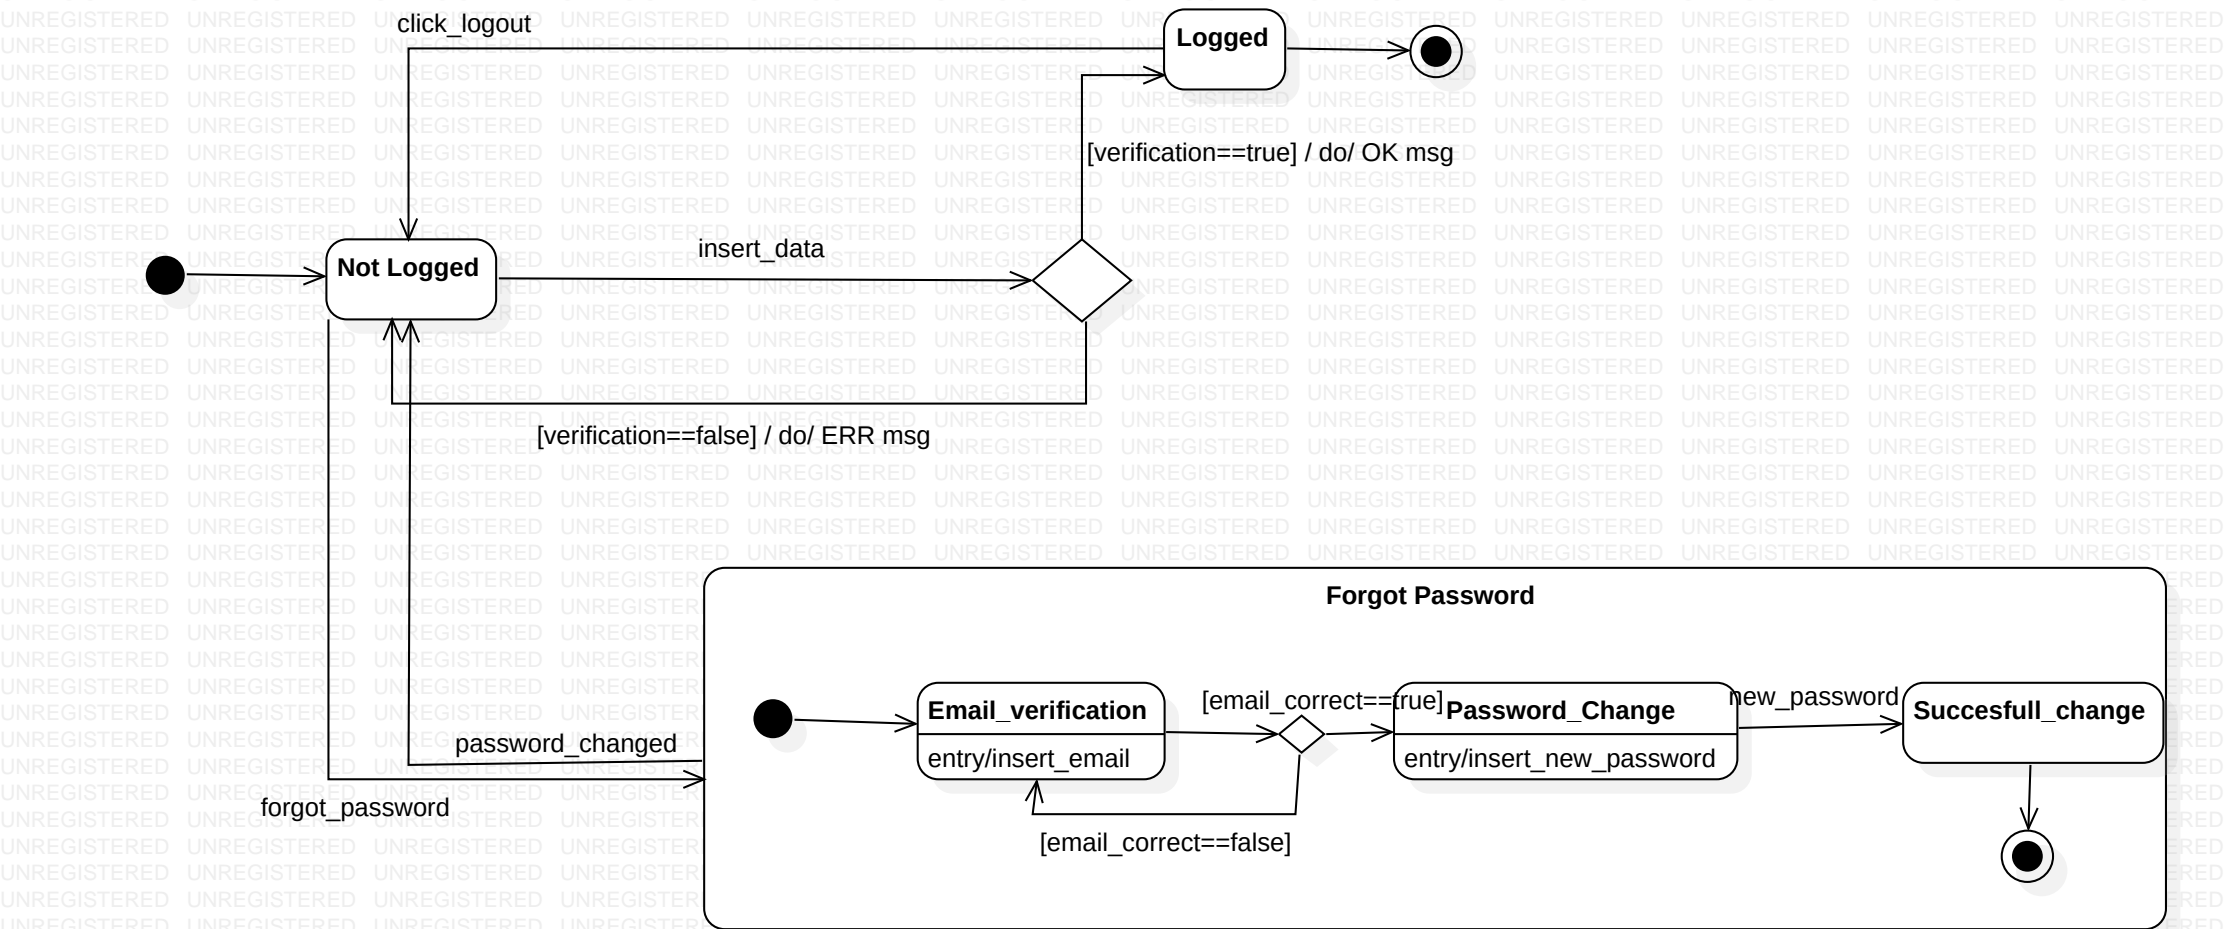 click_logout
Logged
[verification==true] / do/ OK msg
insert_data
Not Logged
[verification==false] / do/ ERR msg
Forgot Password
[email_correct==true]
new_password
Email_verification
Password_Change
Succesfull_change
password_changed
entry/insert_email
entry/insert_new_password
forgot_password
[email_correct==false]
UNREGISTERED